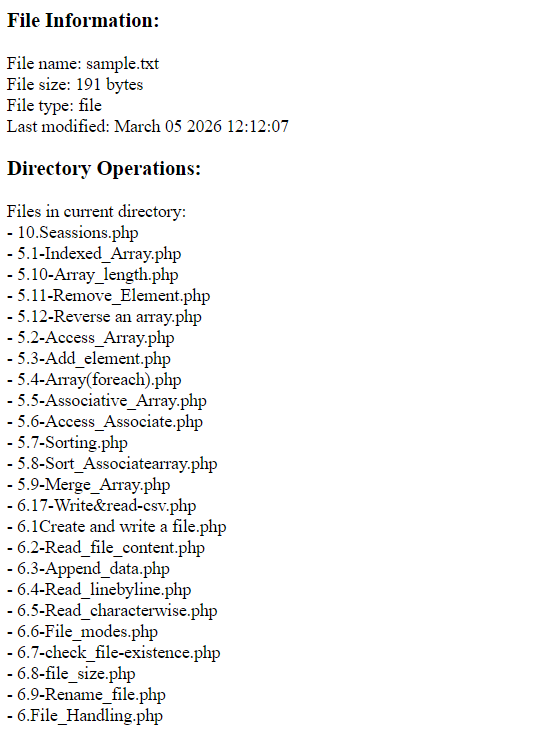 File Information:
File name: sample.txt
File size: 191 bytes
File type: file
Last modified: March 05 2026 12:12:07
Directory Operations:
Files in current directory:
- 10.Seassions.php
- 5.1-Indexed_Array.php
- 5.10-Array_length.php
- 5.11-Remove_Element.php
- 5.12-Reverse an array.php
- 5.2-Access_Array.php
- 5.3-Add_element.php
- 5.4-Array(foreach).php
- 5.5-Associative_Array.php
- 5.6-Access_Associate.php
- 5.7-Sorting.php
- 5.8-Sort_Associatearray.php
- 5.9-Merge_Array.php
- 6.17-Write&read-csv.php
- 6.1Create and write a file.php
- 6.2-Read_file_content.php
- 6.3-Append_data.php
- 6.4-Read_linebyline.php
- 6.5-Read_characterwise.php
- 6.6-File_modes.php
- 6.7-check_file-existence.php
- 6.8-file_size.php
- 6.9-Rename_file.php
- 6.File_Handling.php